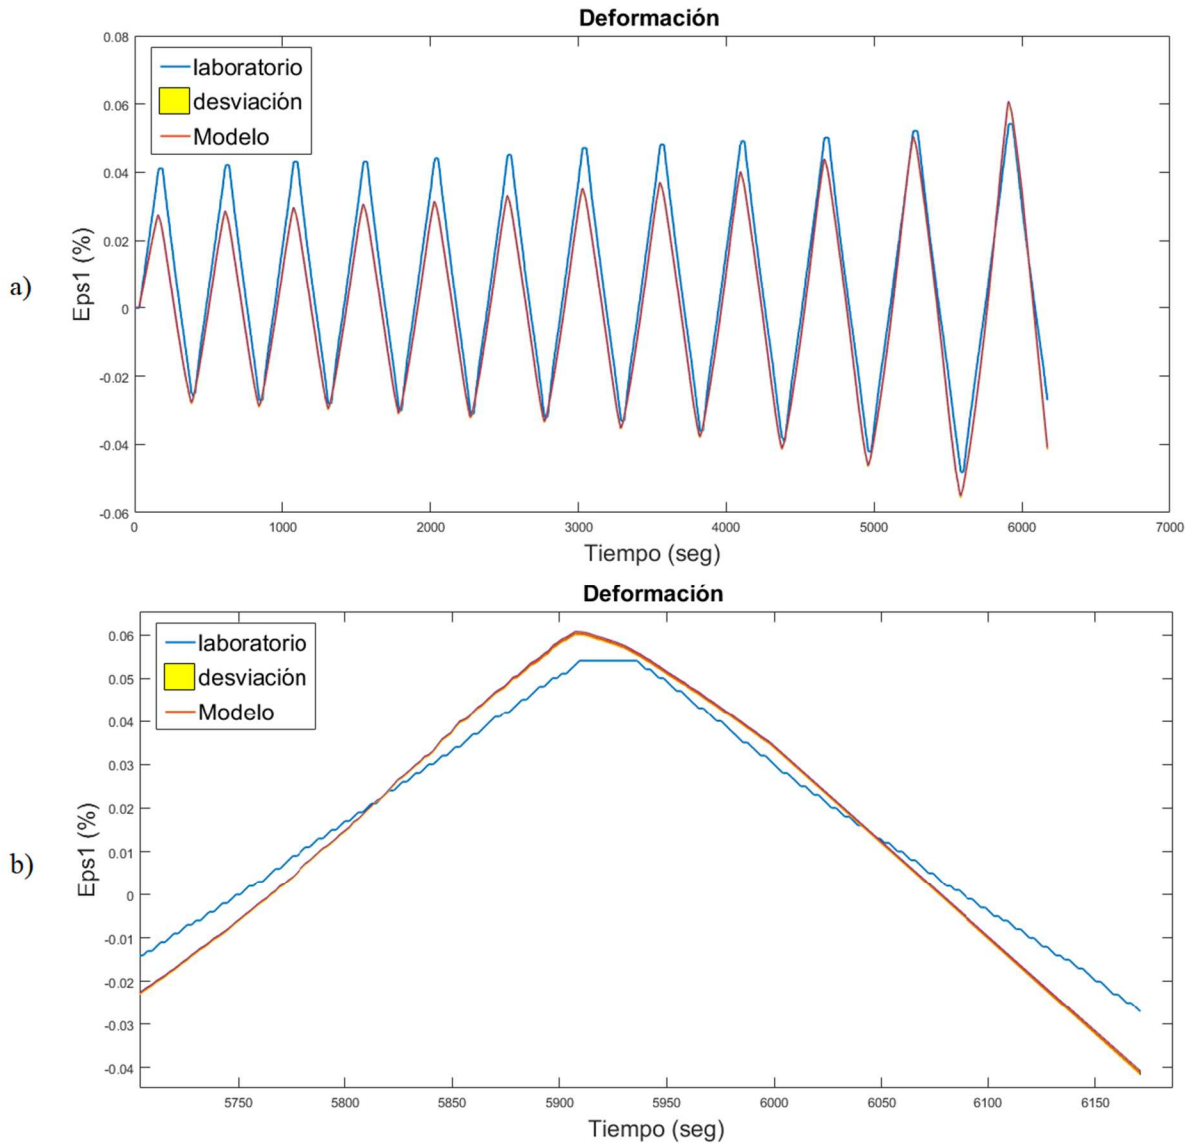 Deformación
0.08
0.06
0.04
0.02
0
-0.02
-0.04
-0.06
Eps1 (%)
laboratorio
desviación
Modelo
a)
0 1000 2000 3000 4000 5000 6000 7000
Tiempo (seg)
Deformación
0.06
0.05
0.04
0.03
0.02
0.01
0
-0.01
-0.02
-0.03
-0.04
Eps1 (%)
laboratorio
desviación
Modelo
b)
5750 5800 5850 5900 5950 6000 6050 6100 6150
Tiempo (seg)